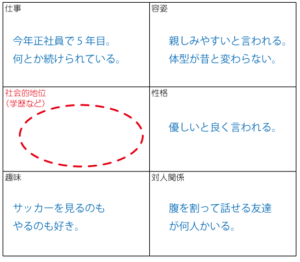 仕事
今年正社員で5年目。
何とか続けられている。
容姿
親しみやすいと言われる。
体型が昔と変わらない。
社会的地位
（学歴など）
性格
優しいと良く言われる。
趣味
サッカーを見るのも
やるのも好き。
対人関係
腹を割って話せる友達
が何人かいる。